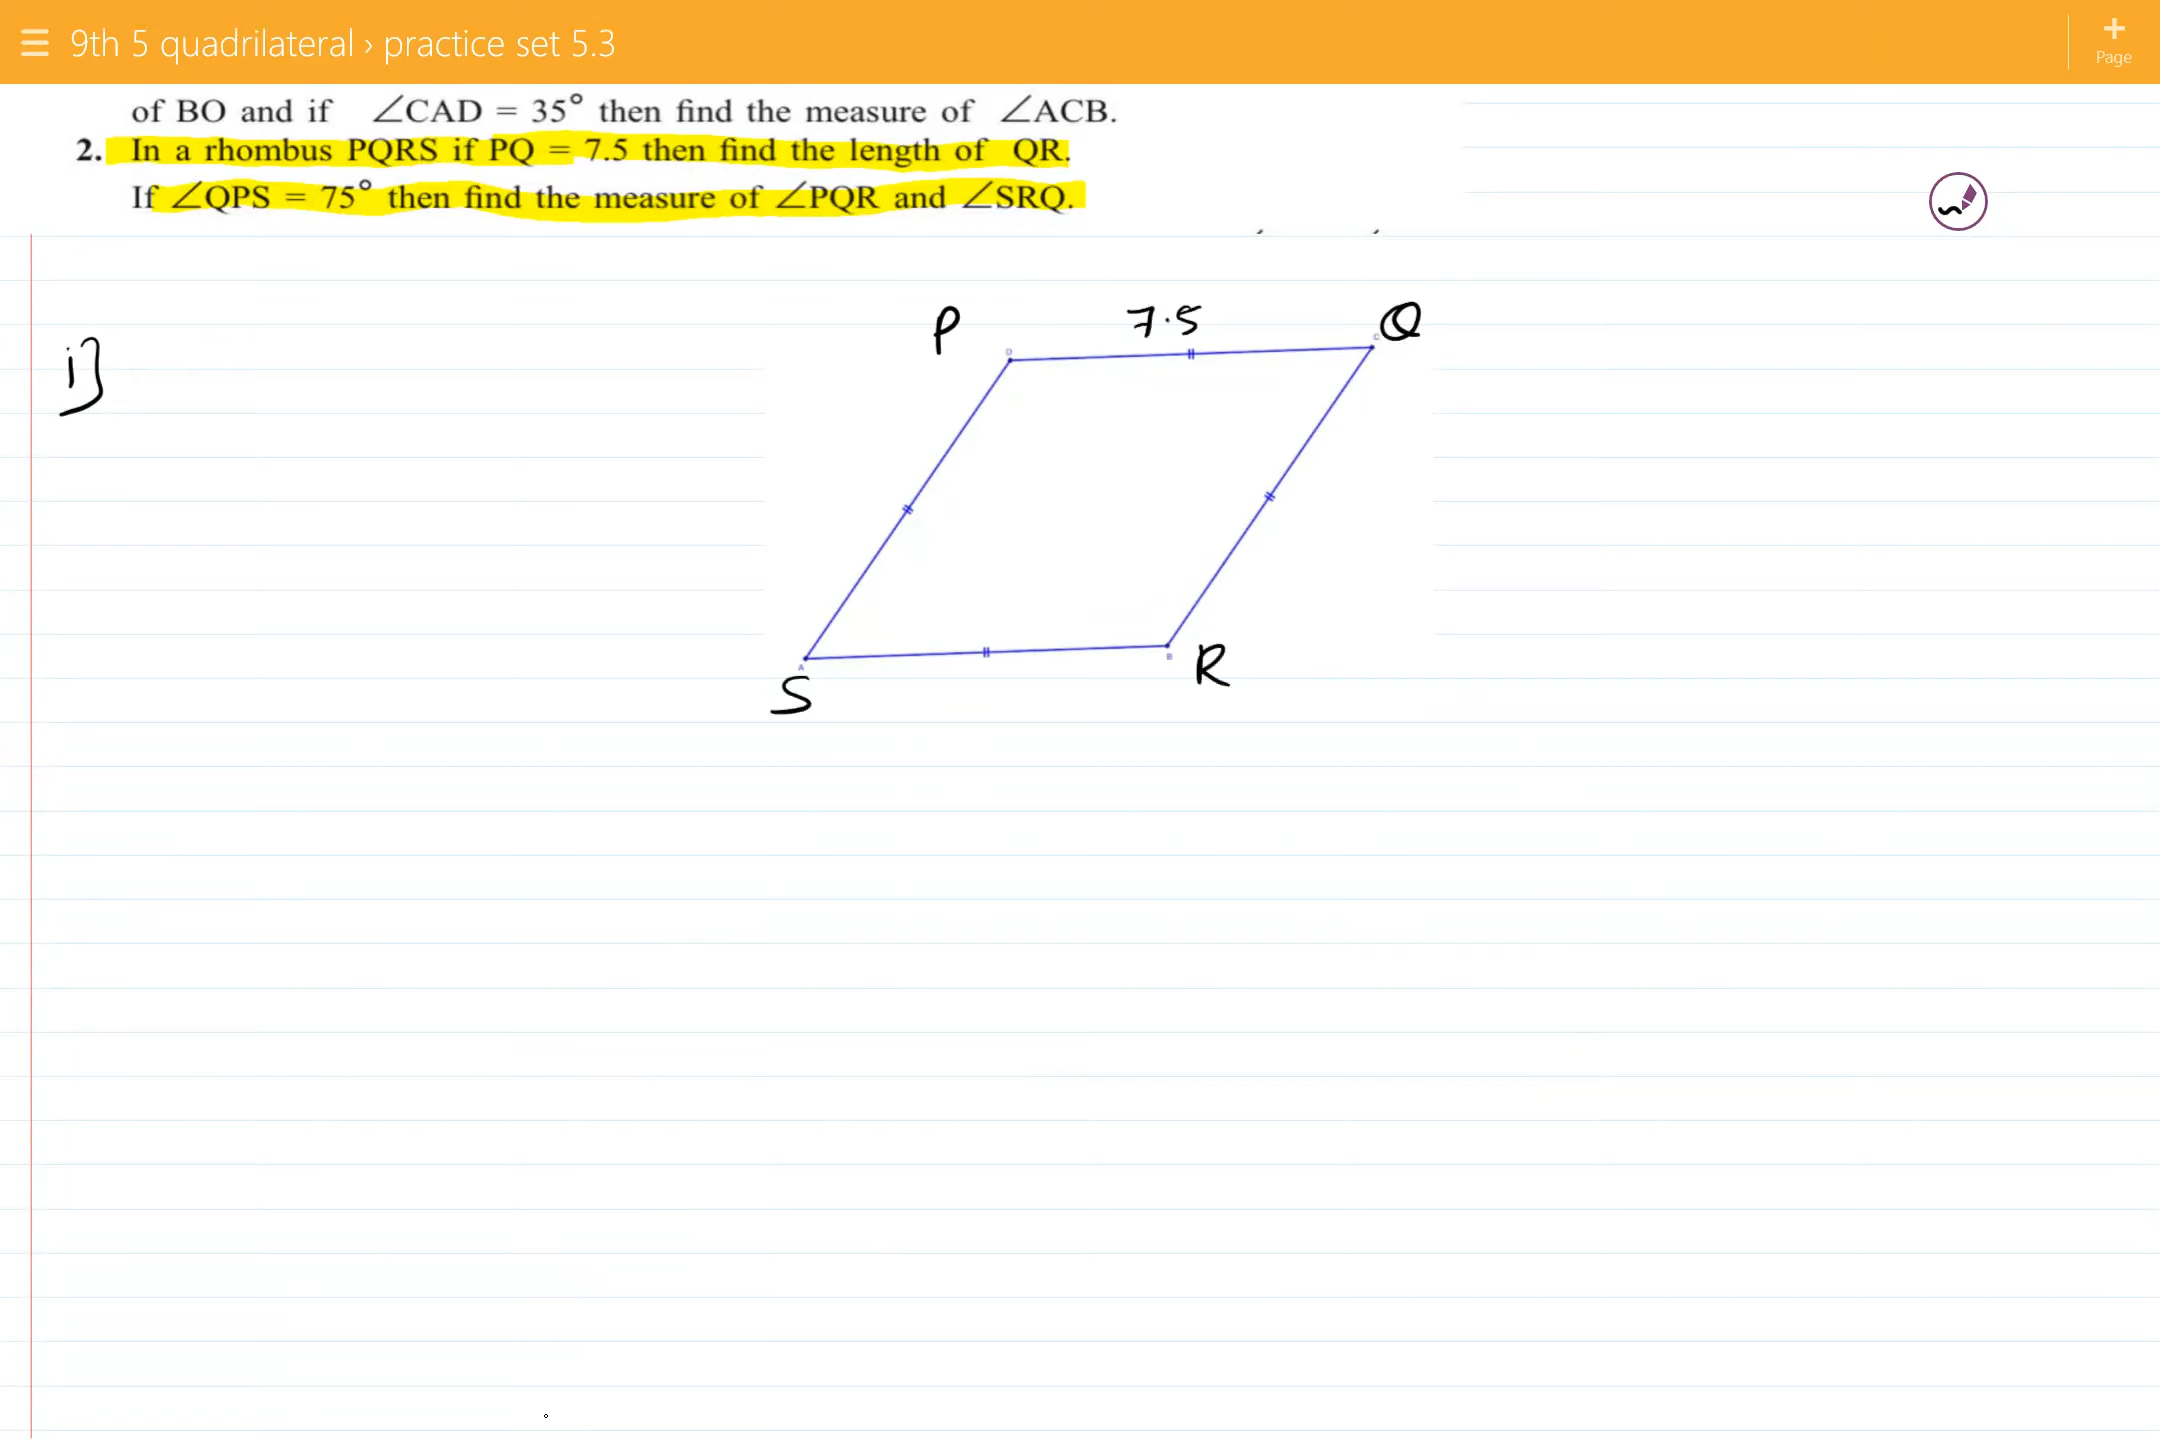 9th 5 quadrilateral › practice set 5.3
+
Page
of BO and if ∠CAD = 35° then find the measure of ∠ACB.
2. In a rhombus PQRS if PQ = 7.5 then find the length of QR.
If ∠QPS = 75° then find the measure of ∠PQR and ∠SRQ.
i]
P 7.5 Q
D C
A B
S R